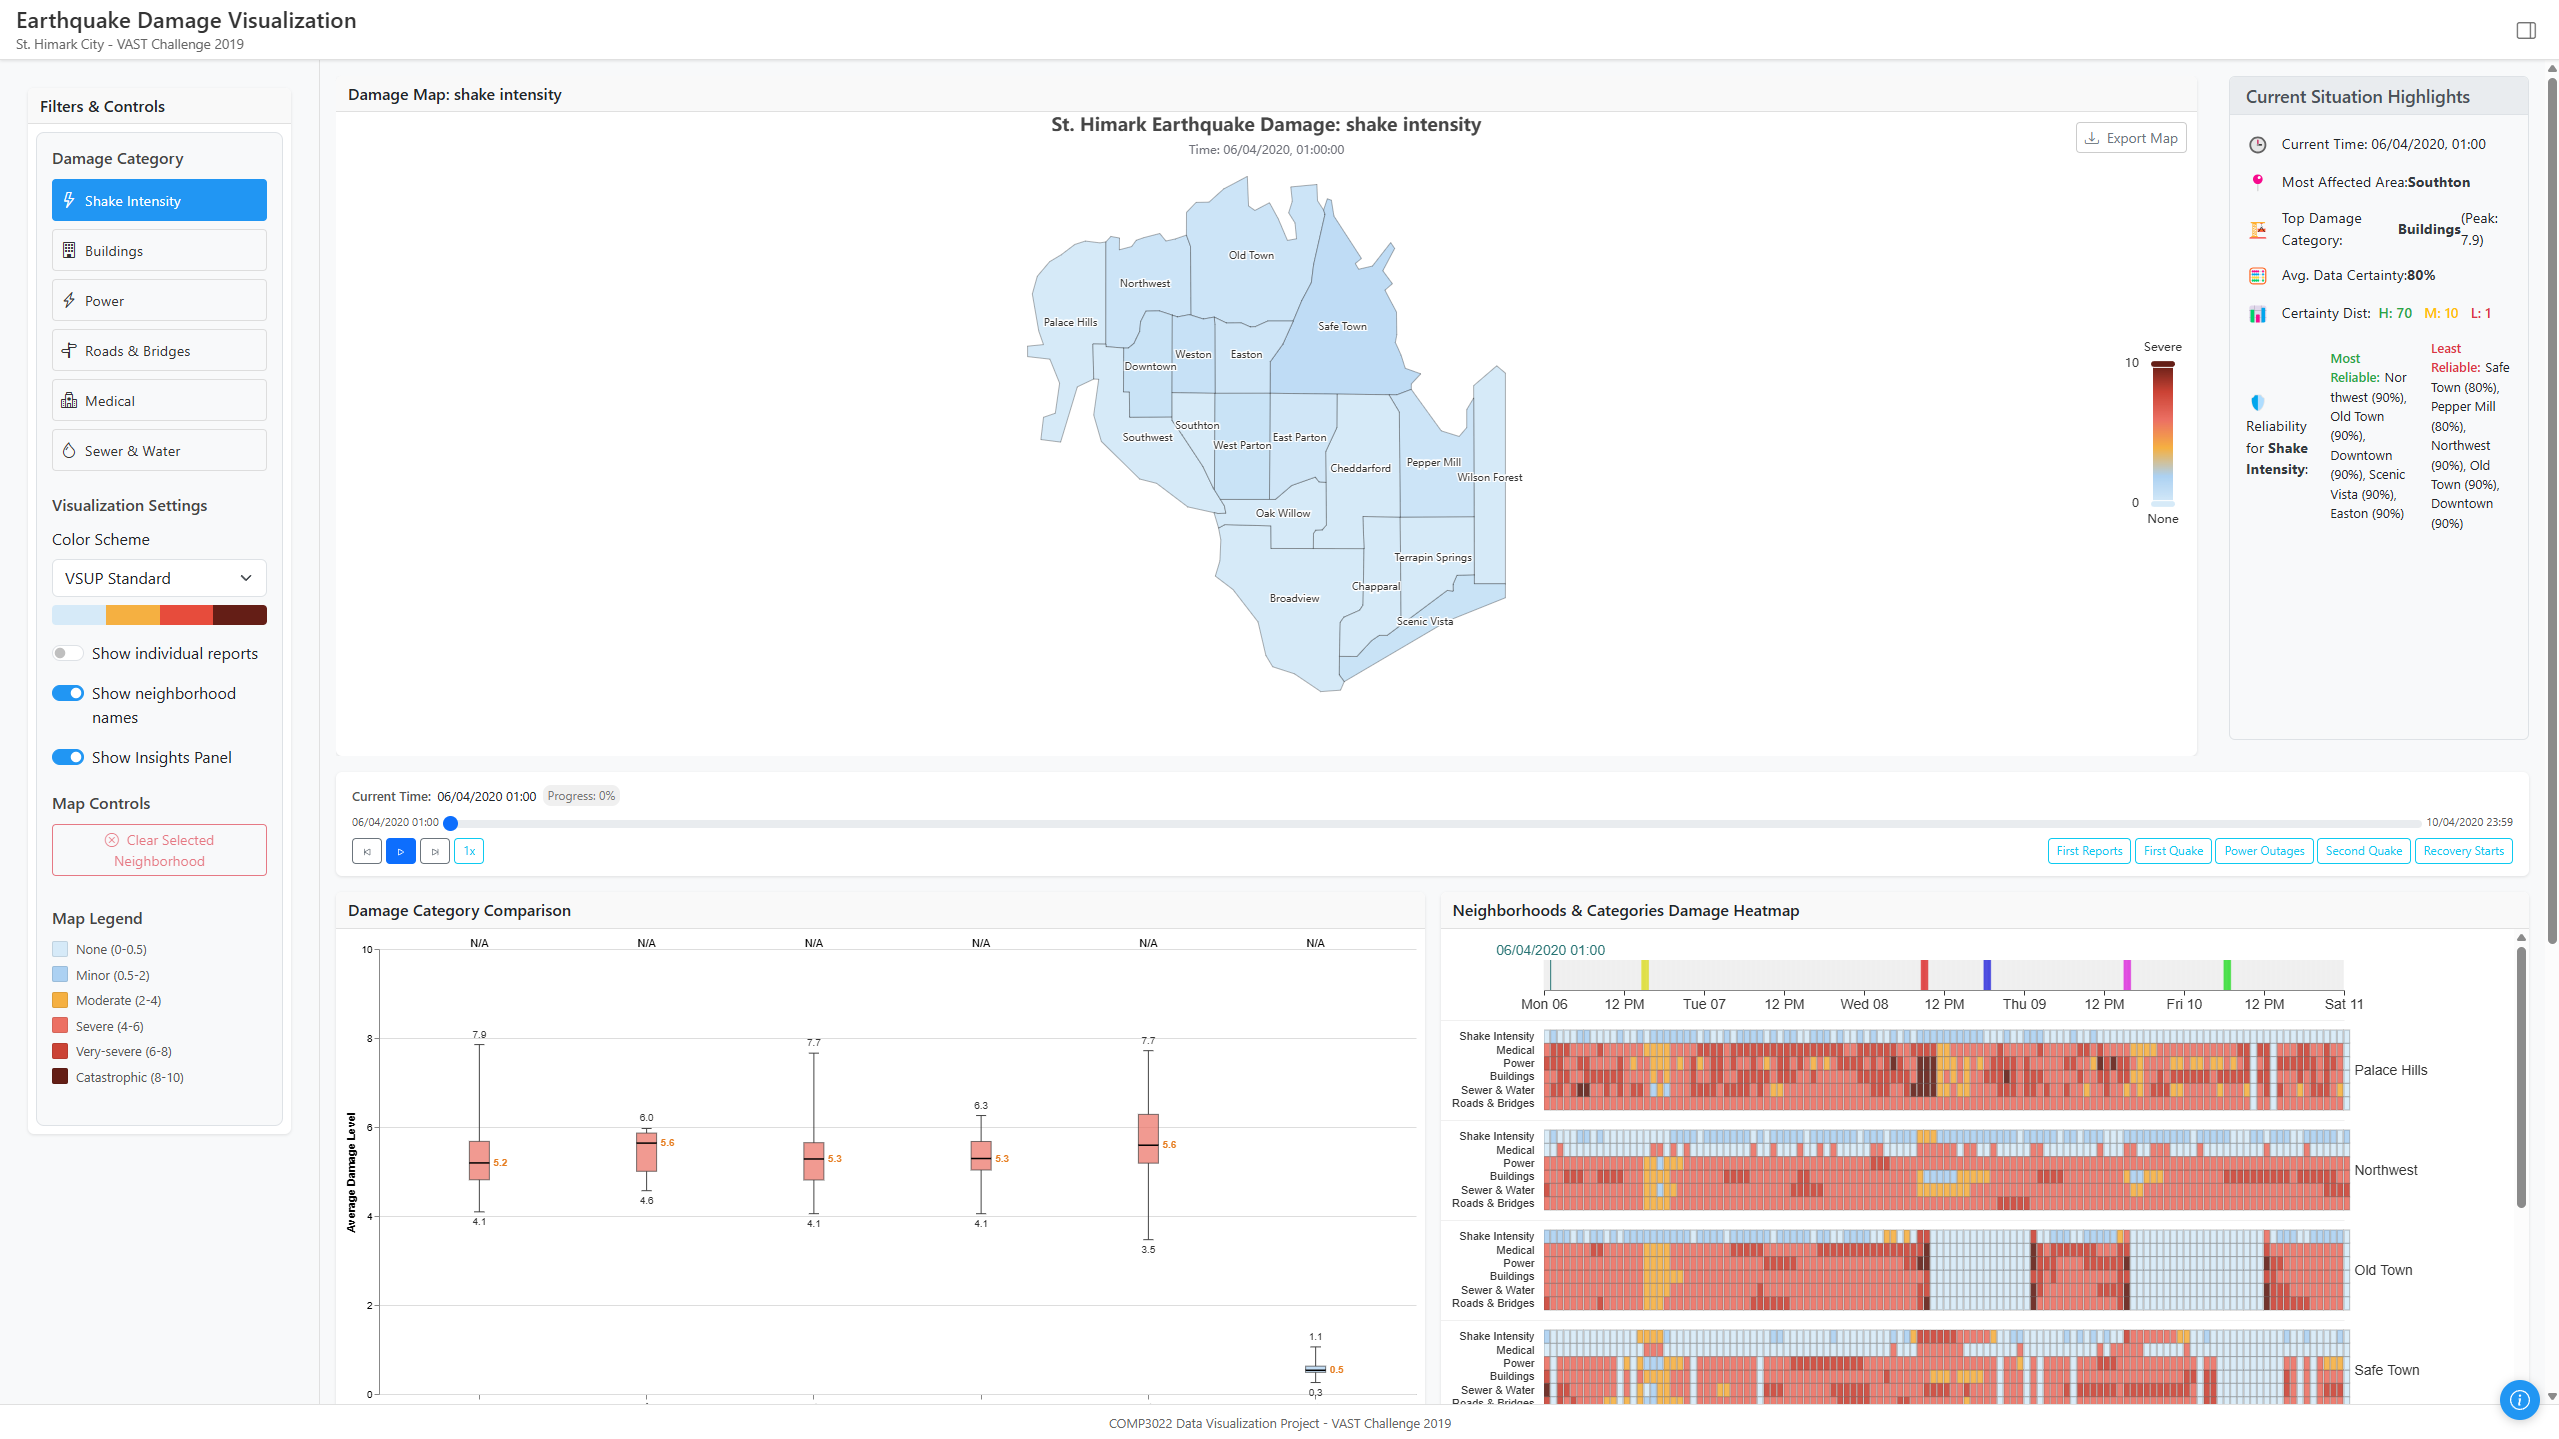 Earthquake Damage Visualization
St. Himark City - VAST Challenge 2019
Filters & Controls
Damage Category
Shake Intensity
Buildings
Power
Roads & Bridges
Medical
Sewer & Water
Visualization Settings
Color Scheme
VSUP Standard
Show individual reports
Show neighborhood
names
Show Insights Panel
Map Controls
Clear Selected
Neighborhood
Map Legend
None (0-0.5)
Minor (0.5-2)
Moderate (2-4)
Severe (4-6)
Very-severe (6-8)
Catastrophic (8-10)
Damage Map: shake intensity
St. Himark Earthquake Damage: shake intensity
Time: 06/04/2020, 01:00:00
Export Map
Old Town
Northwest
Palace Hills
Safe Town
Weston
Easton
Downtown
Southton
Southwest
West Parton
East Parton
Cheddarford
Pepper Mill
Wilson Forest
Oak Willow
Terrapin Springs
Chapparal
Broadview
Scenic Vista
Severe
10
0
None
Current Situation Highlights
Current Time: 06/04/2020, 01:00
Most Affected Area:Southton
Top Damage
Category:
Buildings
(Peak:
7.9)
Avg. Data Certainty:80%
Certainty Dist: H: 70 M: 10 L: 1
Reliability
for Shake
Intensity:
Most
Reliable: Nor
thwest (90%),
Old Town
(90%),
Downtown
(90%), Scenic
Vista (90%),
Easton (90%)
Least
Reliable: Safe
Town (80%),
Pepper Mill
(80%),
Northwest
(90%), Old
Town (90%),
Downtown
(90%)
Current Time: 06/04/2020 01:00 Progress: 0%
06/04/2020 01:00
10/04/2020 23:59
1x
First Reports
First Quake
Power Outages
Second Quake
Recovery Starts
Damage Category Comparison
N/A N/A N/A N/A N/A N/A
10
8
6
4
2
0
Average Damage Level
7.9
5.2
4.1
6.0
5.6
4.6
7.7
5.3
4.1
6.3
5.3
4.1
7.7
5.6
3.5
1.1
0.5
0.3
Neighborhoods & Categories Damage Heatmap
06/04/2020 01:00
Mon 06 12 PM Tue 07 12 PM Wed 08 12 PM Thu 09 12 PM Fri 10 12 PM Sat 11
Shake Intensity
Medical
Power
Buildings
Sewer & Water
Roads & Bridges
Palace Hills
Shake Intensity
Medical
Power
Buildings
Sewer & Water
Roads & Bridges
Northwest
Shake Intensity
Medical
Power
Buildings
Sewer & Water
Roads & Bridges
Old Town
Shake Intensity
Medical
Power
Buildings
Sewer & Water
Roads & Bridges
Safe Town
COMP3022 Data Visualization Project - VAST Challenge 2019